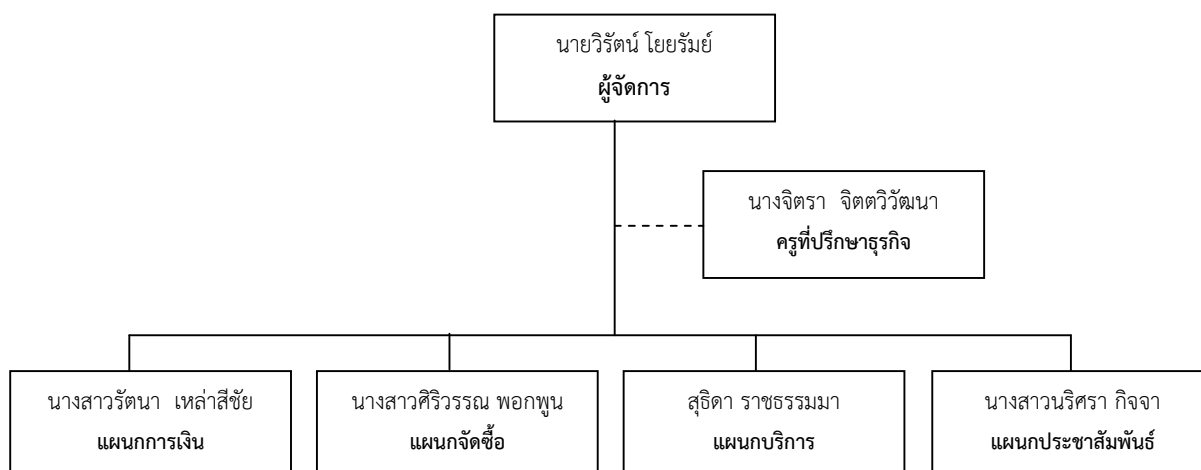 นายวิรัตน์ โยยรัมย์
ผู้จัดการ
นางจิตรา จิตตวิวัฒนา
ครูที่ปรึกษาธุรกิจ
นางสาวรัตนา เหล่าสีชัย
แผนกการเงิน
นางสาวศิริวรรณ พอกพูน
แผนกจัดซื้อ
สุธิดา ราชธรรมมา
แผนกบริการ
นางสาวนริศรา กิจจา
แผนกประชาสัมพันธ์